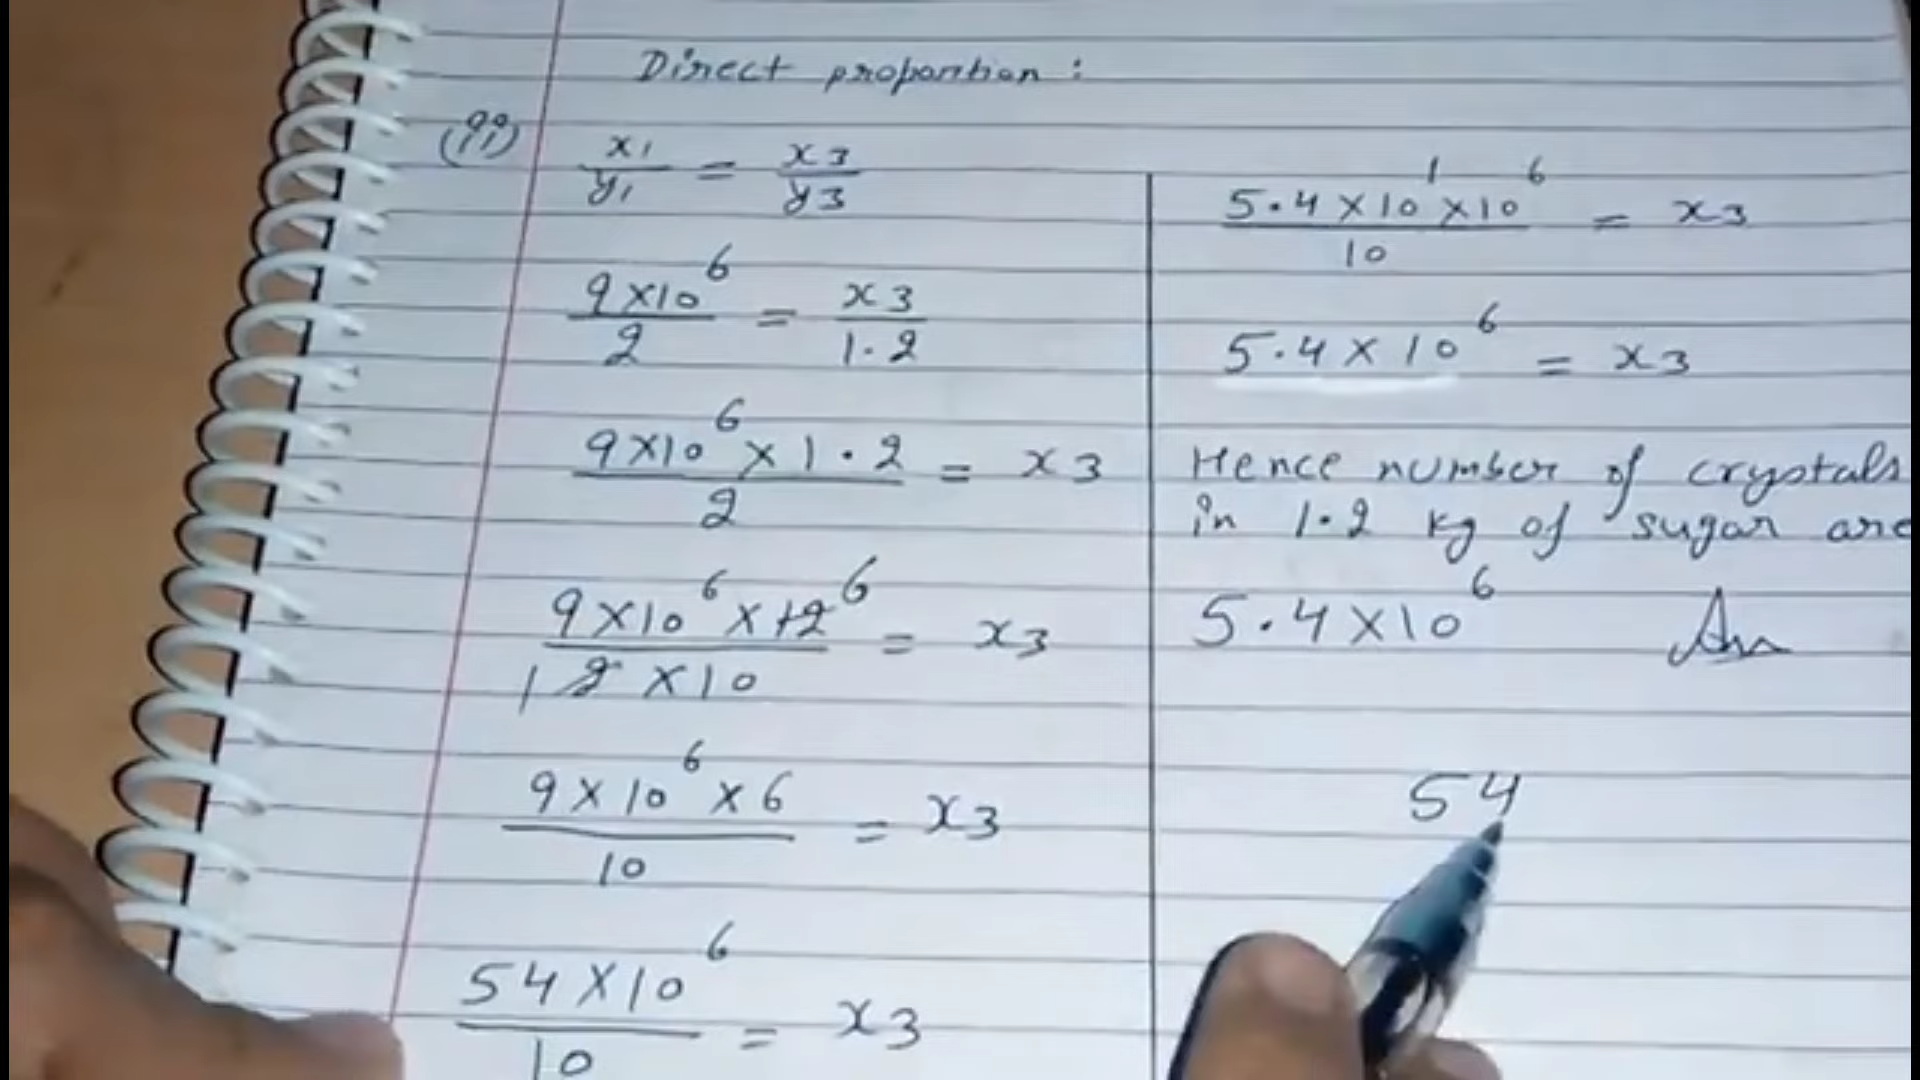 Direct proportion :
(ii) x1/y1 = x3/y3
9×10^6/2 = x3/1.2
9×10^6×1.2/2 = x3
9×10^6×12 6/1 2×10 = x3
9×10^6×6/10 = x3
54×10^6/10 = x3
5.4×10^1×10^6/10 = x3
5.4×10^6 = x3
Hence number of crystals
in 1.2 kg of sugar are
5.4×10^6 Ans
54